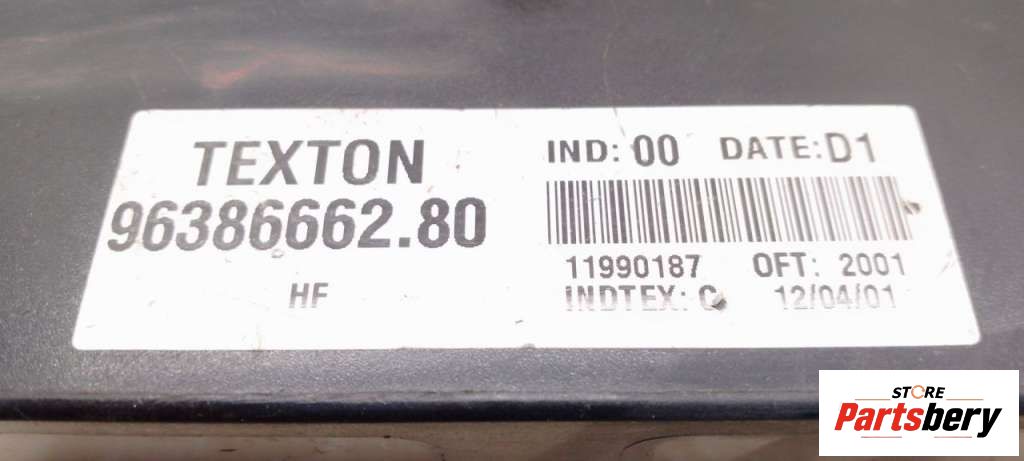 TEXTON
96386662.80
HF
IND: 00 DATE: D1
11990187 OFT: 2001
INDTEX: C 12/04/01
STORE
Partsbery